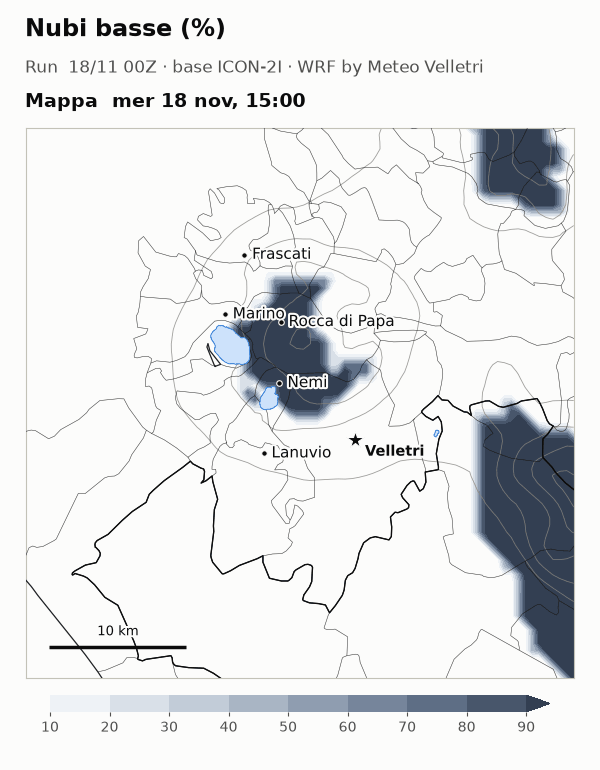 Nubi basse (%)
Run  18/11 00Z · base ICON-2I · WRF by Meteo Velletri
Mappa  mer 18 nov, 15:00
Frascati
Marino
Rocca di Papa
Nemi
Velletri
Lanuvio
10 km
10 20 30 40 50 60 70 80 90